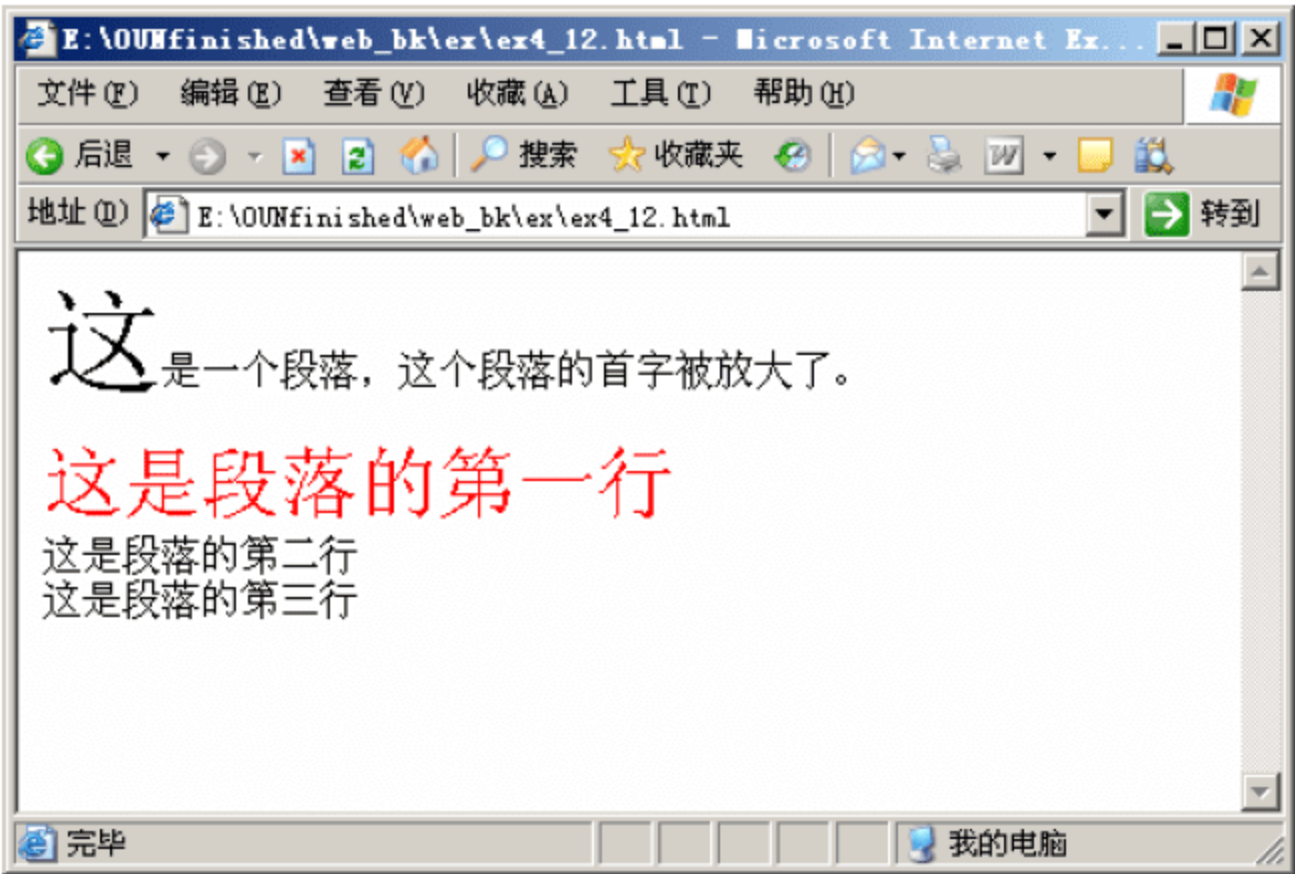 E:\OUNfinished\web_bk\ex\ex4_12.html - Microsoft Internet Ex...
文件(F) 编辑(E) 查看(V) 收藏(A) 工具(T) 帮助(H)
后退 搜索 收藏夹 W
地址(D) E:\OUNfinished\web_bk\ex\ex4_12.html 转到
这是一个段落，这个段落的首字被放大了。
这是段落的第一行
这是段落的第二行
这是段落的第三行
完毕 我的电脑